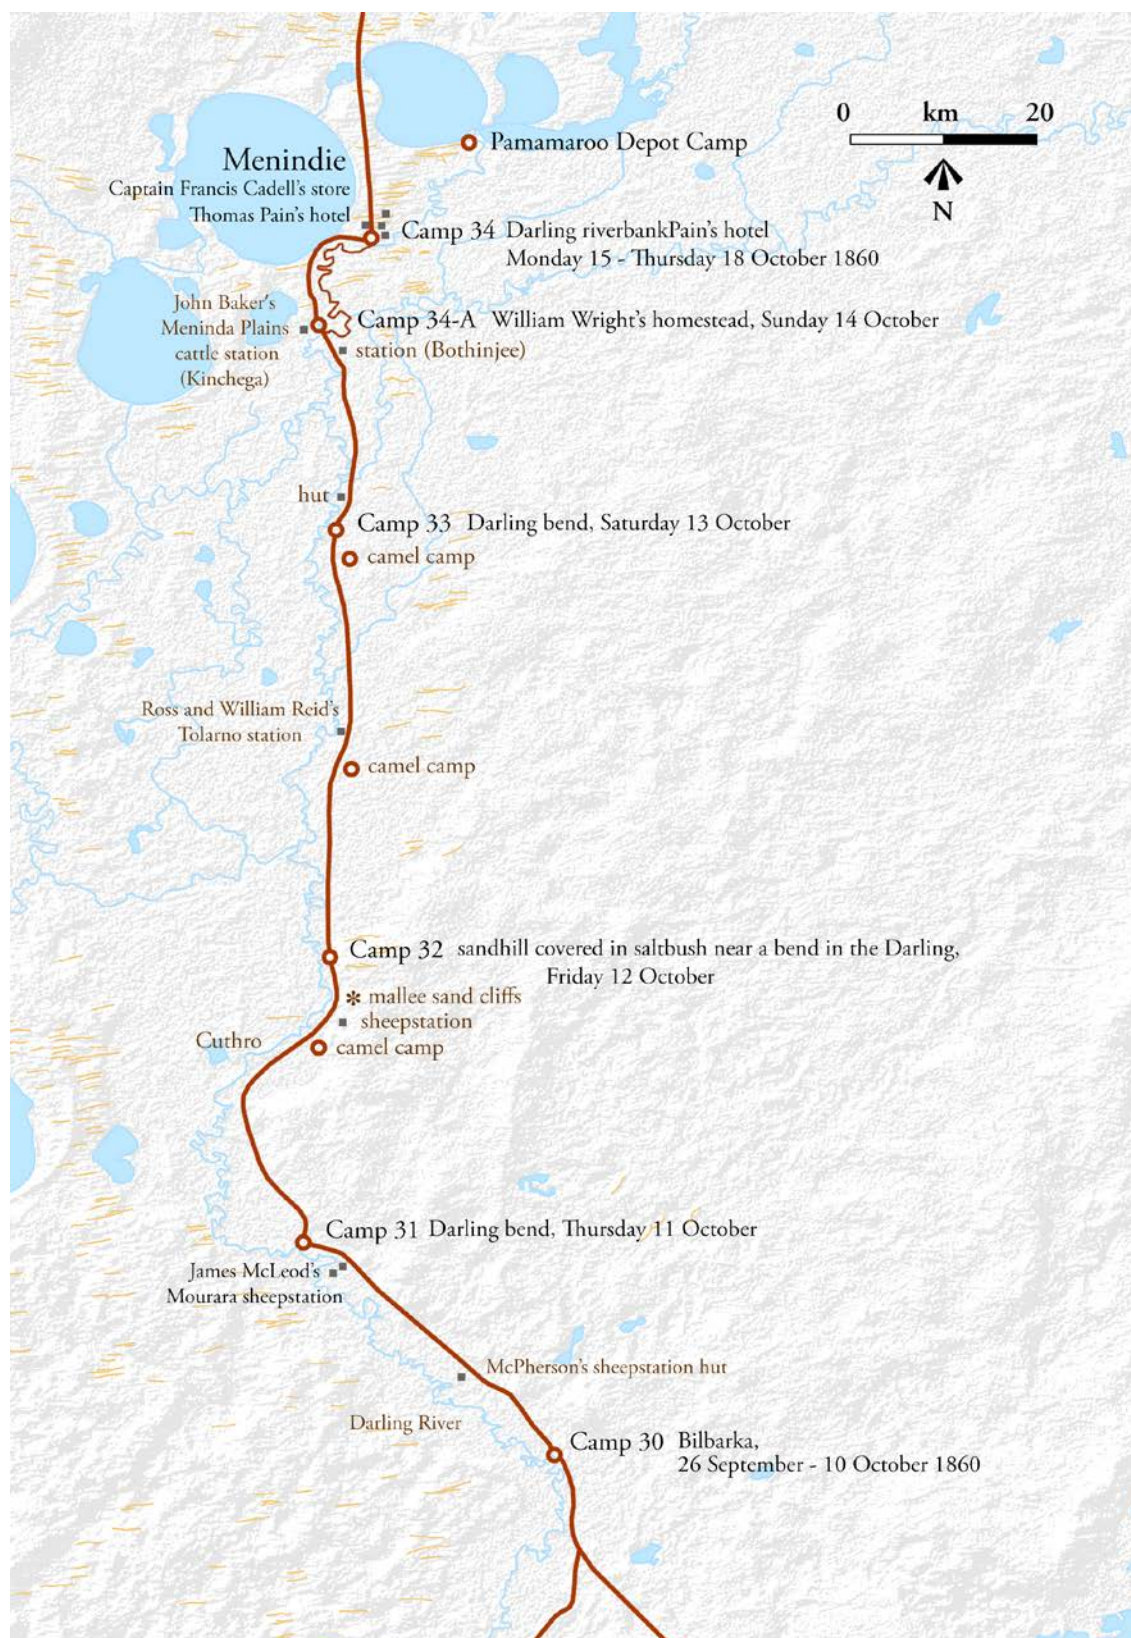 0 km 20
N
Pamamaroo Depot Camp
Menindie
Captain Francis Cadell's store
Thomas Pain's hotel
Camp 34 Darling riverbankPain's hotel
Monday 15 - Thursday 18 October 1860
John Baker's
Meninda Plains
cattle station
(Kinchega)
Camp 34-A William Wright's homestead, Sunday 14 October
station (Bothinjee)
hut
Camp 33 Darling bend, Saturday 13 October
camel camp
Ross and William Reid's
Tolarno station
camel camp
Camp 32 sandhill covered in saltbush near a bend in the Darling,
Friday 12 October
* mallee sand cliffs
sheepstation
Cuthro
camel camp
Camp 31 Darling bend, Thursday 11 October
James McLeod's
Mourara sheepstation
McPherson's sheepstation hut
Darling River
Camp 30 Bilbarka,
26 September - 10 October 1860